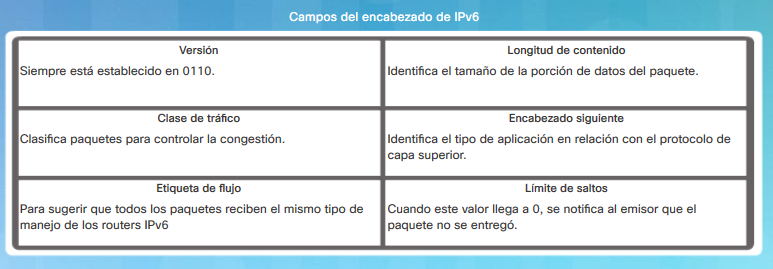 Campos del encabezado de IPv6
Versión
Siempre está establecido en 0110.
Longitud de contenido
Identifica el tamaño de la porción de datos del paquete.
Clase de tráfico
Clasifica paquetes para controlar la congestión.
Encabezado siguiente
Identifica el tipo de aplicación en relación con el protocolo de
capa superior.
Etiqueta de flujo
Para sugerir que todos los paquetes reciben el mismo tipo de
manejo de los routers IPv6
Límite de saltos
Cuando este valor llega a 0, se notifica al emisor que el
paquete no se entregó.